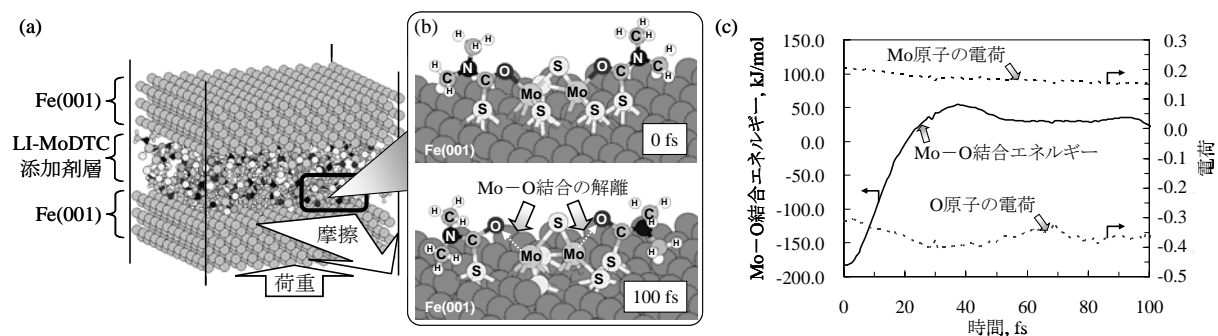 (a)
Fe(001)
LI-MoDTC
添加剤層
Fe(001)
摩擦
荷重
(b)
H
H
C
H
H
C
H
H
N
C
O
S
O
C
N
C
H
H
H
Mo
Mo
S
S
S
S
Fe(001)
0 fs
Mo－O結合の解離
H
C
H
H
N
C
O
S
O
C
H
C
H
H
Mo
Mo
S
S
S
Fe(001)
100 fs
(c)
Mo－O結合エネルギー, kJ/mol
150.0
100.0
50.0
0.0
-50.0
-100.0
-150.0
-200.0
Mo原子の電荷
Mo－O結合エネルギー
O原子の電荷
0.3
0.2
0.1
0.0
-0.1
-0.2
-0.3
-0.4
-0.5
電荷
0 20 40 60 80 100
時間, fs